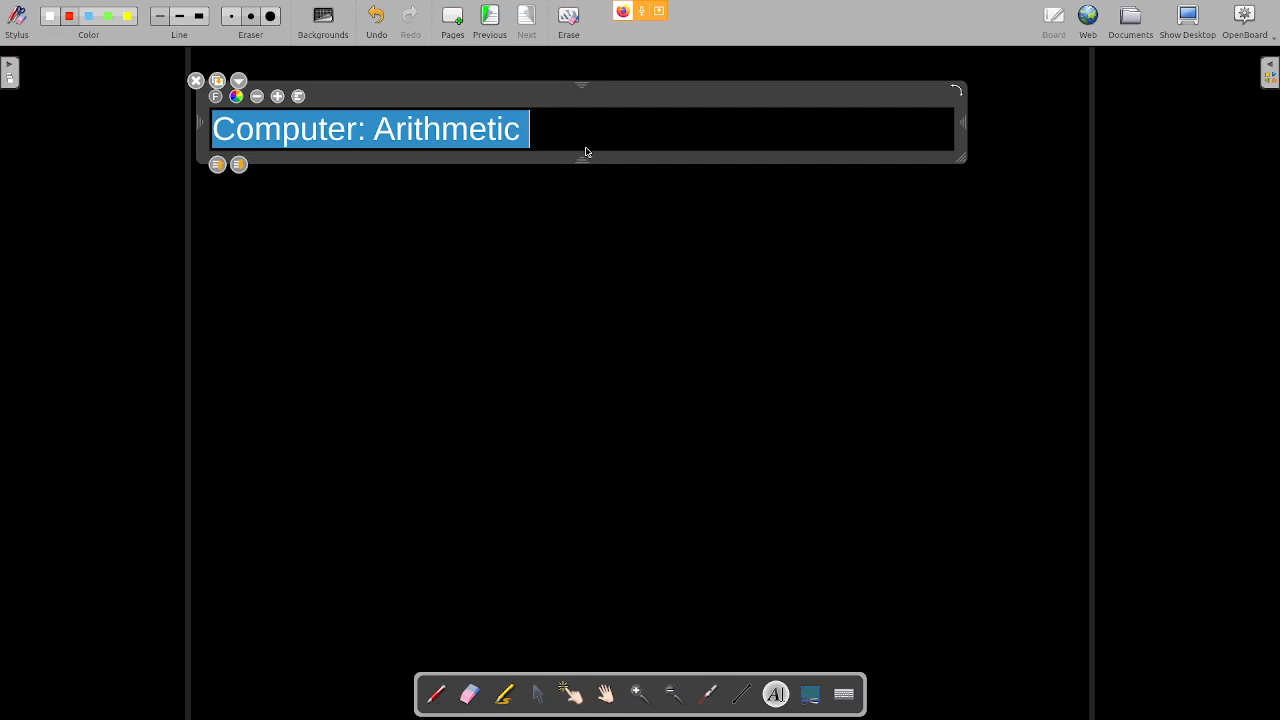 Stylus Color Line Eraser Backgrounds Undo Redo Pages Previous Next Erase Board Web Documents Show Desktop OpenBoard
F
Computer: Arithmetic
AI